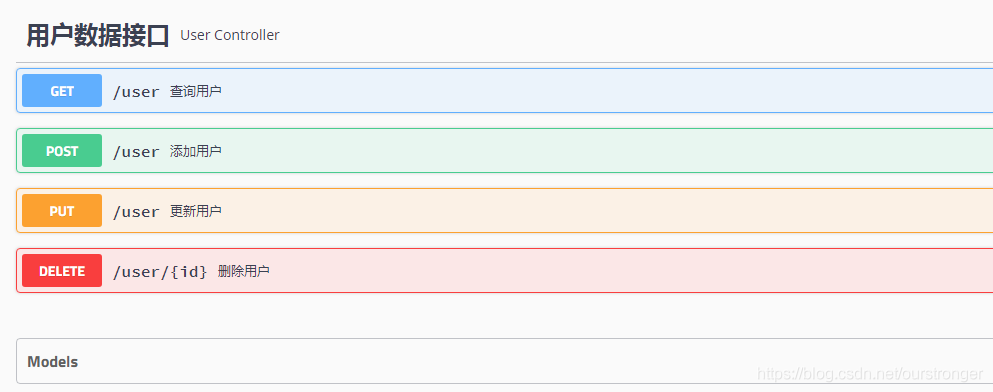 用户数据接口 User Controller
GET /user 查询用户
POST /user 添加用户
PUT /user 更新用户
DELETE /user/{id} 删除用户
Models
https://blog.csdn.net/ourstronger